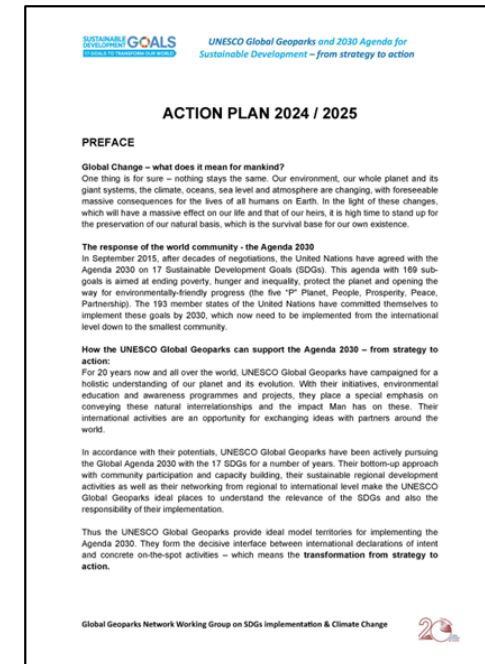 SUSTAINABLE DEVELOPMENT GOALS
17 GOALS TO TRANSFORM OUR WORLD
UNESCO Global Geoparks and 2030 Agenda for
Sustainable Development – from strategy to action
ACTION PLAN 2024 / 2025
PREFACE
Global Change – what does it mean for mankind?
One thing is for sure – nothing stays the same. Our environment, our whole planet and its
giant systems, the climate, oceans, sea level and atmosphere are changing, with foreseeable
massive consequences for the lives of all humans on Earth. In the light of these changes,
which will have a massive effect on our life and that of our heirs, it is high time to stand up for
the preservation of our natural basis, which is the survival base for our own existence.
The response of the world community - the Agenda 2030
In September 2015, after decades of negotiations, the United Nations have agreed with the
Agenda 2030 on 17 Sustainable Development Goals (SDGs). This agenda with 169 sub-
goals is aimed at ending poverty, hunger and inequality, protect the planet and opening the
way for environmentally-friendly progress (the five "P" Planet, People, Prosperity, Peace,
Partnership). The 193 member states of the United Nations have committed themselves to
implement these goals by 2030, which now need to be implemented from the international
level down to the smallest community.
How the UNESCO Global Geoparks can support the Agenda 2030 – from strategy to
action:
For 20 years now and all over the world, UNESCO Global Geoparks have campaigned for a
holistic understanding of our planet and its evolution. With their initiatives, environmental
education and awareness programmes and projects, they place a special emphasis on
conveying these natural interrelationships and the impact Man has on these. Their
international activities are an opportunity for exchanging ideas with partners around the
world.
In accordance with their potentials, UNESCO Global Geoparks have been actively pursuing
the Global Agenda 2030 with the 17 SDGs for a number of years. Their bottom-up approach
with community participation and capacity building, their sustainable regional development
activities as well as their networking from regional to international level make the UNESCO
Global Geoparks ideal places to understand the relevance of the SDGs and also the
responsibility of their implementation.
Thus the UNESCO Global Geoparks provide ideal model territories for implementing the
Agenda 2030. They form the decisive interface between international declarations of intent
and concrete on-the-spot activities – which means the transformation from strategy to
action.
Global Geoparks Network Working Group on SDGs implementation & Climate Change
20